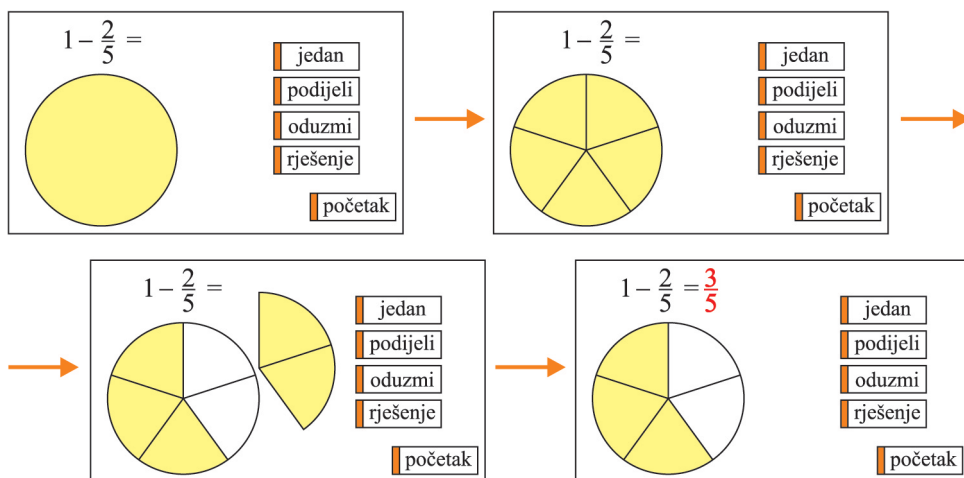 1 − 2/5 =
jedan
podijeli
oduzmi
rješenje
početak
1 − 2/5 =
jedan
podijeli
oduzmi
rješenje
početak
1 − 2/5 =
jedan
podijeli
oduzmi
rješenje
početak
1 − 2/5 = 3/5
jedan
podijeli
oduzmi
rješenje
početak